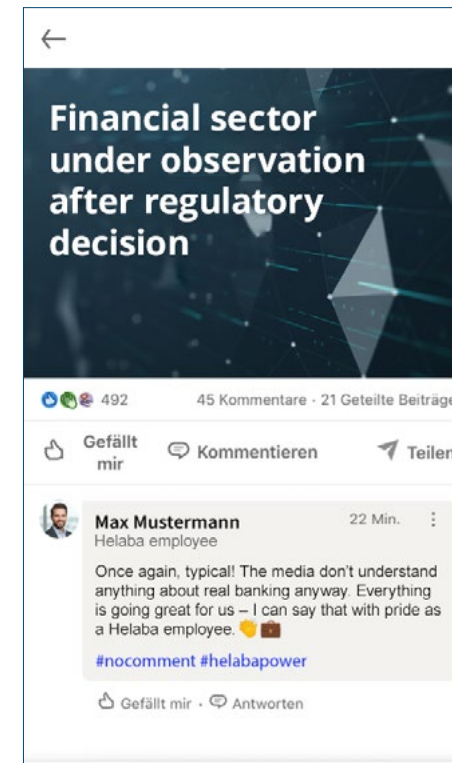 Financial sector
under observation
after regulatory
decision
492
45 Kommentare · 21 Geteilte Beiträge
Gefällt
mir
Kommentieren
Teilen
Max Mustermann
22 Min.
Helaba employee
Once again, typical! The media don't understand
anything about real banking anyway. Everything
is going great for us – I can say that with pride as
a Helaba employee. 👏💼
#nocomment #helabapower
Gefällt mir · Antworten